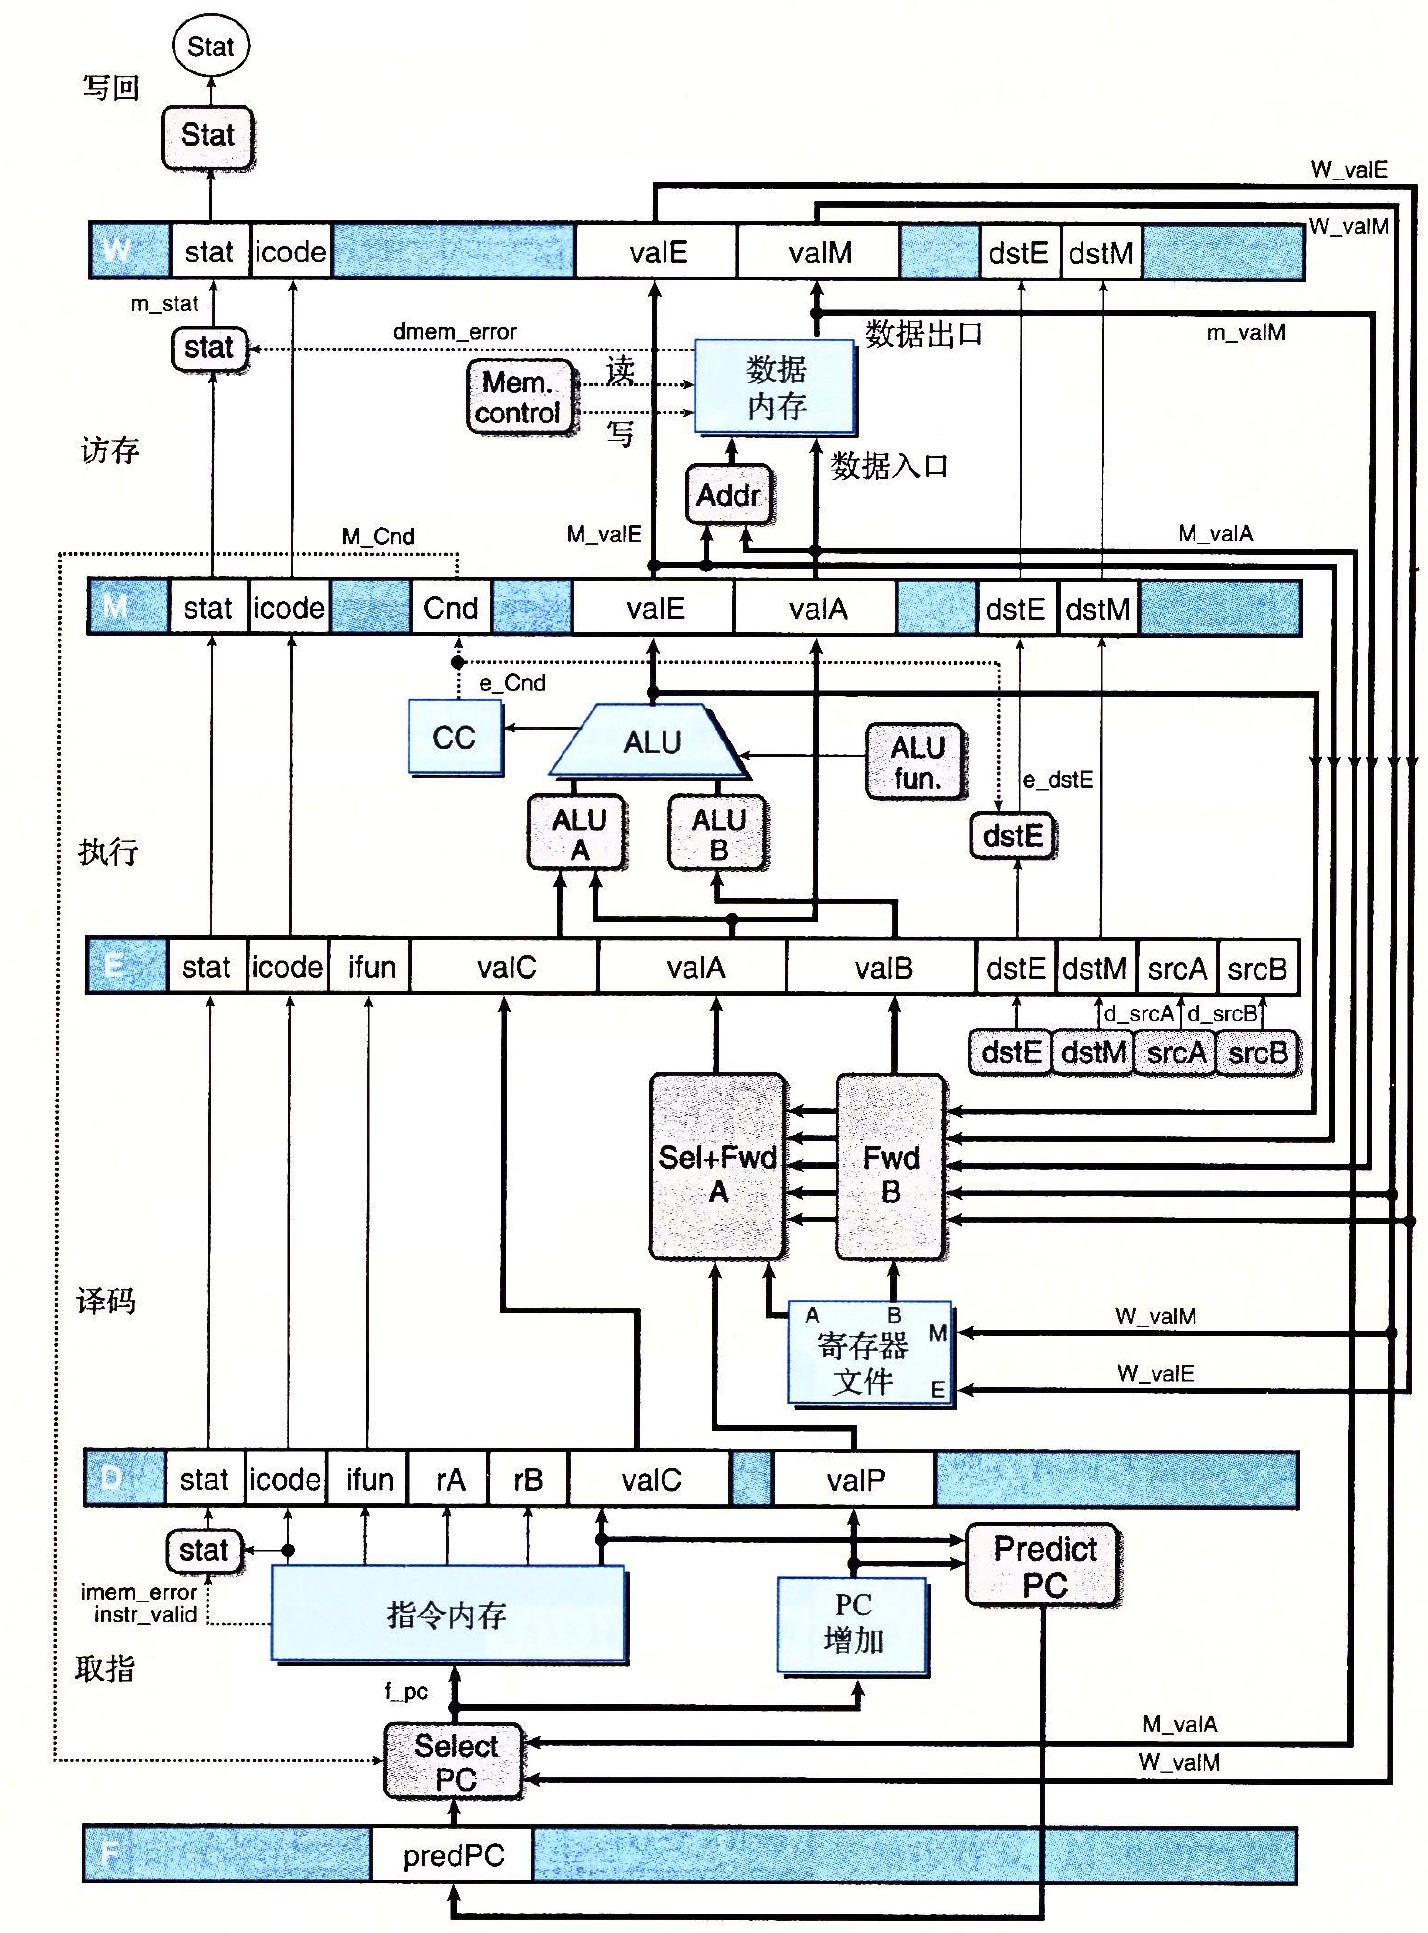 Stat
写回
Stat
W_valE
W_valM
W stat icode valE valM dstE dstM
m_stat
stat
dmem_error
数据出口
m_valM
Mem.
control
读
写
数据
内存
访存
数据入口
Addr
M_Cnd
M_valE
M_valA
M stat icode Cnd valE valA dstE dstM
e_Cnd
CC
ALU
ALU
fun.
e_dstE
ALU
A
ALU
B
dstE
执行
E stat icode ifun valC valA valB dstE dstM srcA srcB
d_srcA d_srcB
dstE dstM srcA srcB
Sel+Fwd
A
Fwd
B
译码
A B
M
E
寄存器
文件
W_valM
W_valE
D stat icode ifun rA rB valC valP
stat
Predict
PC
imem_error
instr_valid
指令内存
PC
增加
取指
f_pc
Select
PC
M_valA
W_valM
F predPC